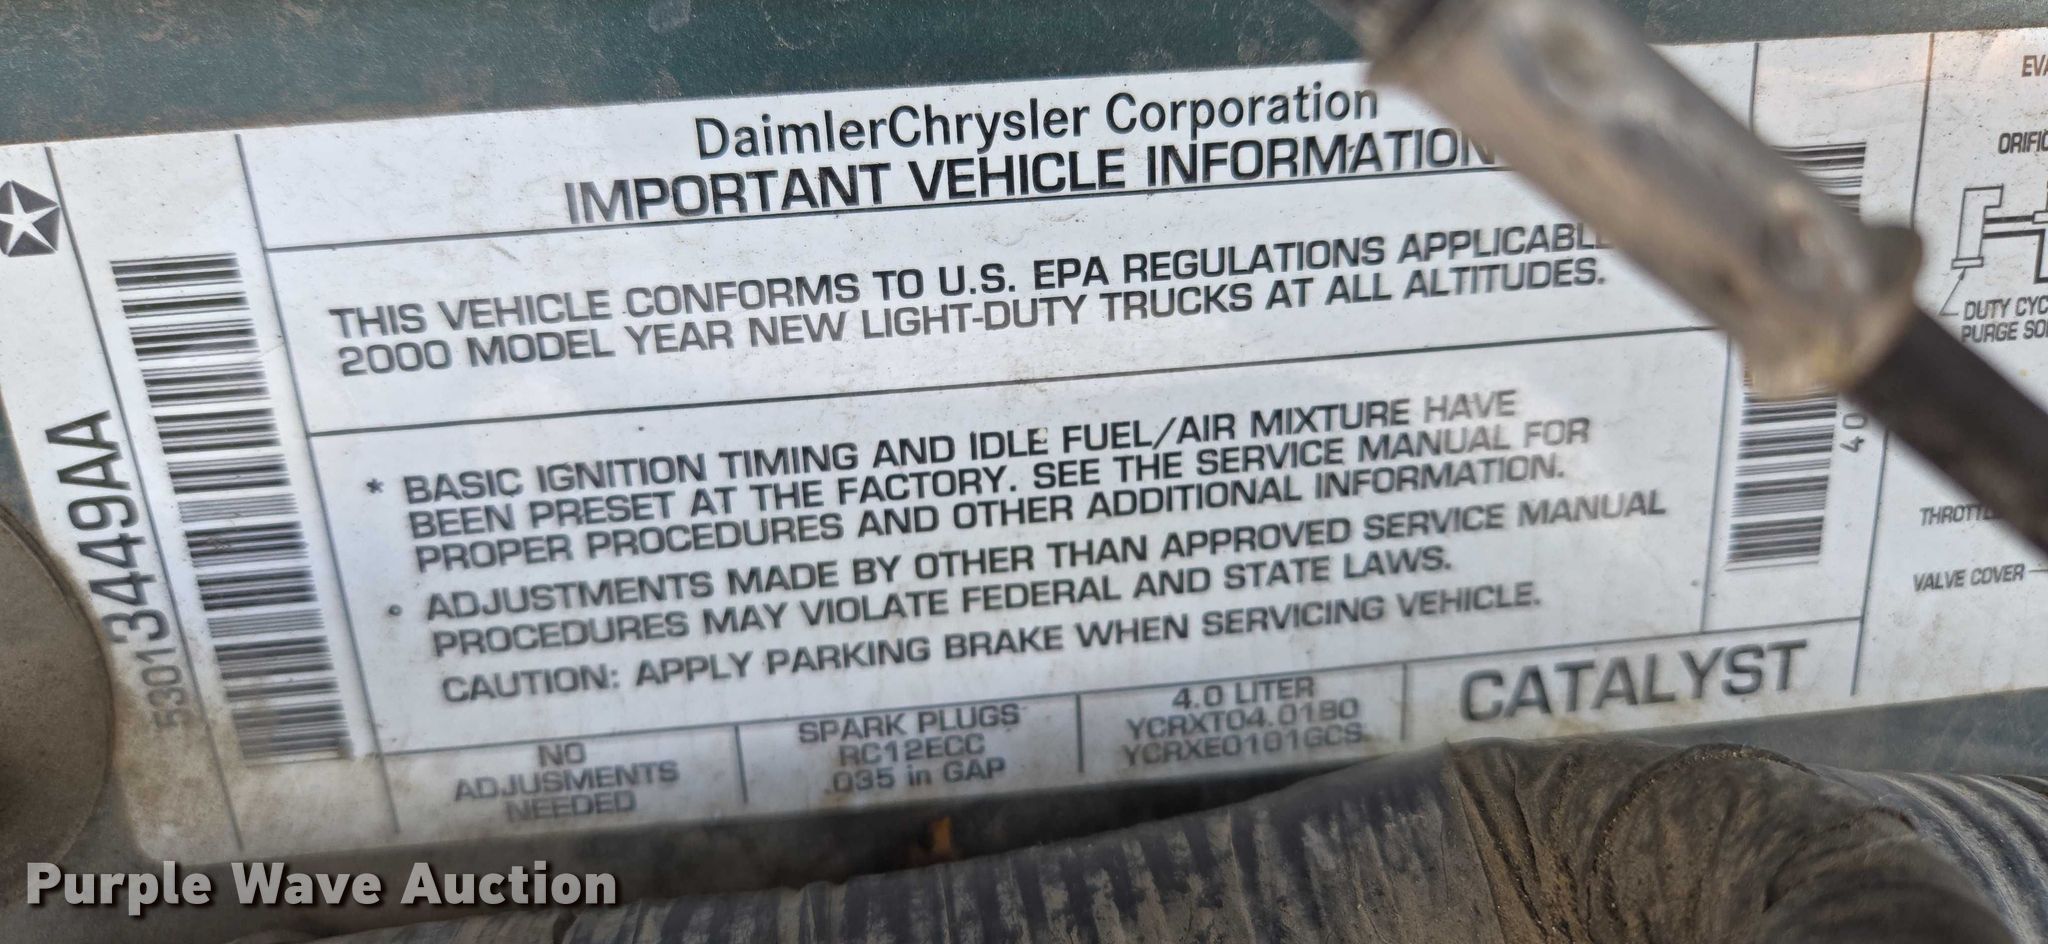 DaimlerChrysler Corporation
IMPORTANT VEHICLE INFORMATION
THIS VEHICLE CONFORMS TO U.S. EPA REGULATIONS APPLICABLE
2000 MODEL YEAR NEW LIGHT-DUTY TRUCKS AT ALL ALTITUDES.
* BASIC IGNITION TIMING AND IDLE FUEL/AIR MIXTURE HAVE
BEEN PRESET AT THE FACTORY. SEE THE SERVICE MANUAL FOR
PROPER PROCEDURES AND OTHER ADDITIONAL INFORMATION.
• ADJUSTMENTS MADE BY OTHER THAN APPROVED SERVICE MANUAL
PROCEDURES MAY VIOLATE FEDERAL AND STATE LAWS.
CAUTION: APPLY PARKING BRAKE WHEN SERVICING VEHICLE.
NO
ADJUSMENTS
NEEDED
SPARK PLUGS
RC12ECC
.035 in GAP
4.0 LITER
YCRXT04.01B0
YCRXE0101GCS
CATALYST
53013449AA
40
DUTY CYC
PURGE SO
VALVE COVER
Purple Wave Auction